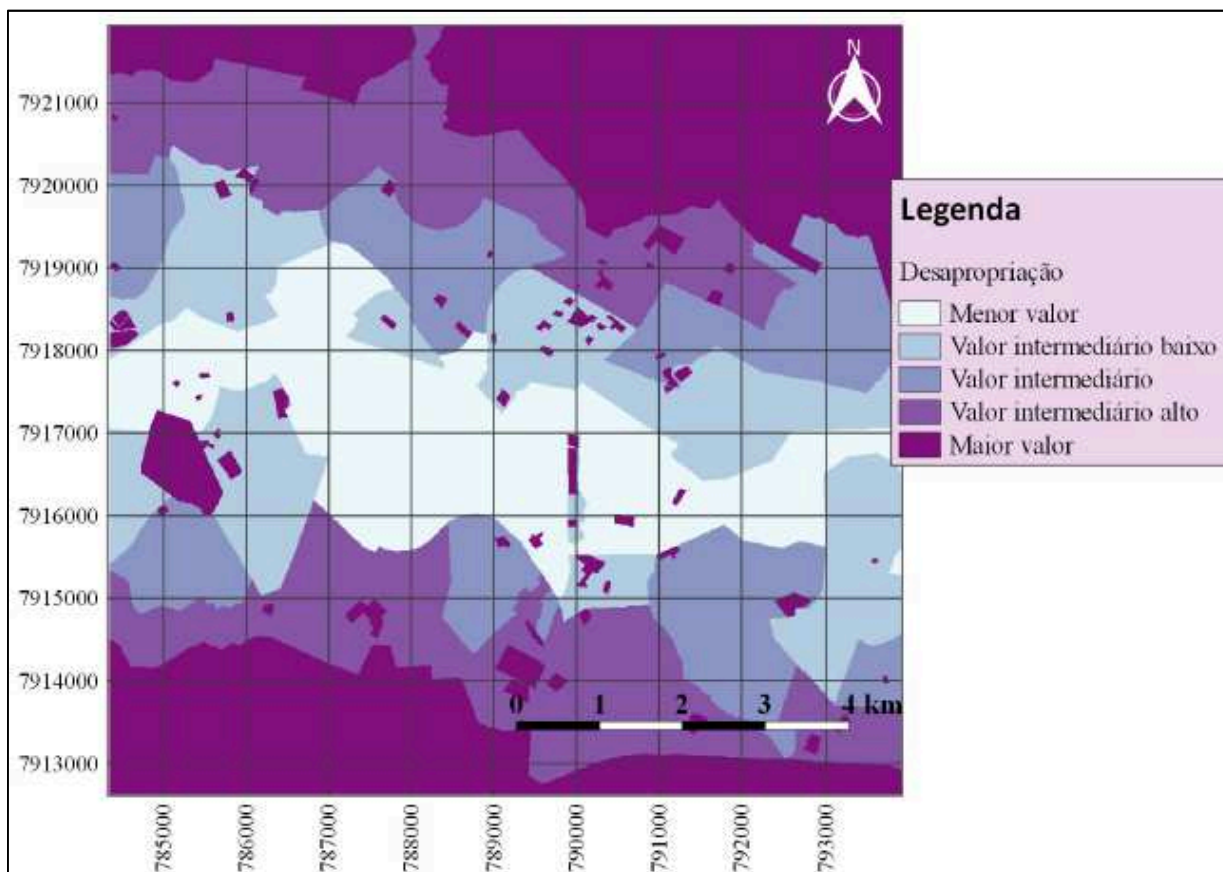 N
7921000
7920000
7919000
7918000
7917000
7916000
7915000
7914000
7913000
785000
786000
787000
788000
789000
790000
791000
792000
793000
Legenda
Desapropriação
Menor valor
Valor intermediário baixo
Valor intermediário
Valor intermediário alto
Maior valor
0 1 2 3 4 km